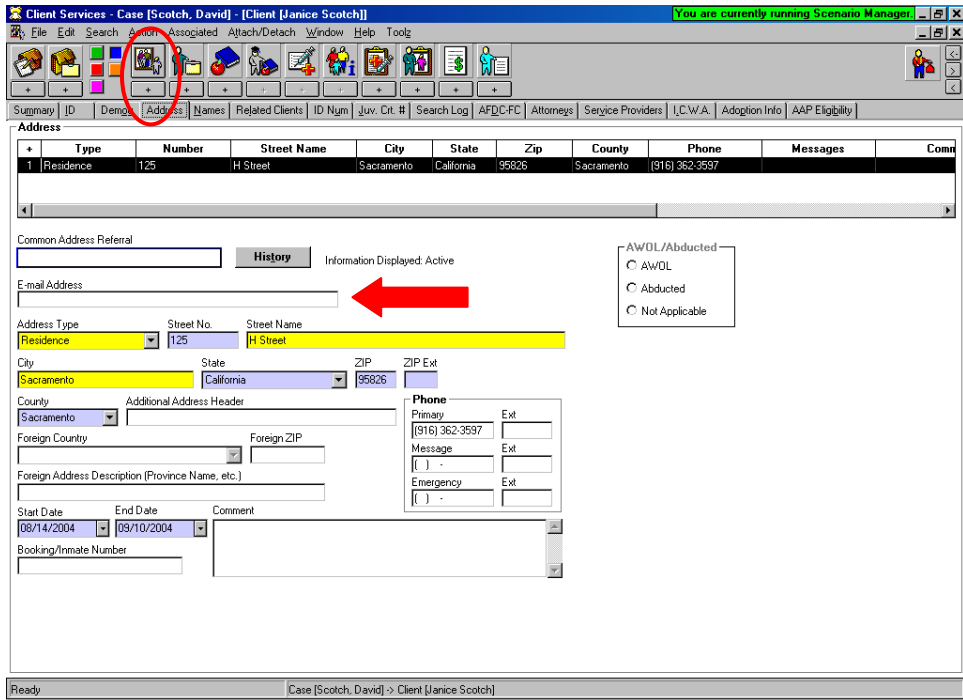 Client Services - Case [Scotch, David] - [Client [Janice Scotch]] You are currently running Scenario Manager.
File Edit Search Action Associated Attach/Detach Window Help Tools
+ + + + + + + + + + + +
Summary ID Demog Address Names Related Clients ID Num Juv. Crt. # Search Log AFDC-FC Attorneys Service Providers I.C.W.A. Adoption Info AAP Eligibility
Address
+ Type Number Street Name City State Zip County Phone Messages Comm
1 Residence 125 H Street Sacramento California 95826 Sacramento (916) 362-3597
Common Address Referral
History Information Displayed: Active
AWOL/Abducted
AWOL
E-mail Address
Abducted
Not Applicable
Address Type Street No. Street Name
Residence 125 H Street
City State ZIP ZIP Ext
Sacramento California 95826
County Additional Address Header
Sacramento
Phone
Primary Ext
(916) 362-3597
Foreign Country Foreign ZIP
Message Ext
( ) -
Foreign Address Description (Province Name, etc.)
Emergency Ext
( ) -
Start Date End Date Comment
08/14/2004 09/10/2004
Booking/Inmate Number
Ready Case [Scotch, David] -> Client [Janice Scotch]